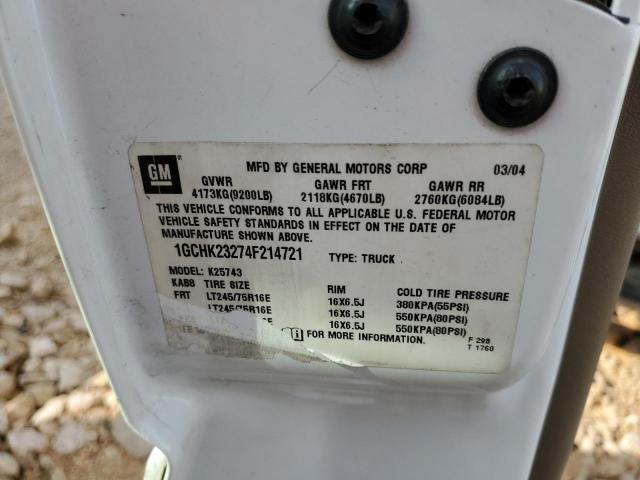 GM
MFD BY GENERAL MOTORS CORP 03/04
GVWR GAWR FRT GAWR RR
4173KG(9200LB) 2118KG(4670LB) 2760KG(6084LB)
THIS VEHICLE CONFORMS TO ALL APPLICABLE U.S. FEDERAL MOTOR
VEHICLE SAFETY STANDARDS IN EFFECT ON THE DATE OF
MANUFACTURE SHOWN ABOVE.
1GCHK23274F214721 TYPE: TRUCK
MODEL: K25743
KAB8 TIRE SIZE RIM COLD TIRE PRESSURE
FRT LT245/75R16E 16X6.5J 380KPA(55PSI)
LT245/75R16E 16X6.5J 550KPA(80PSI)
16X6.5J 550KPA(80PSI)
FOR MORE INFORMATION.
F 298
T 1760